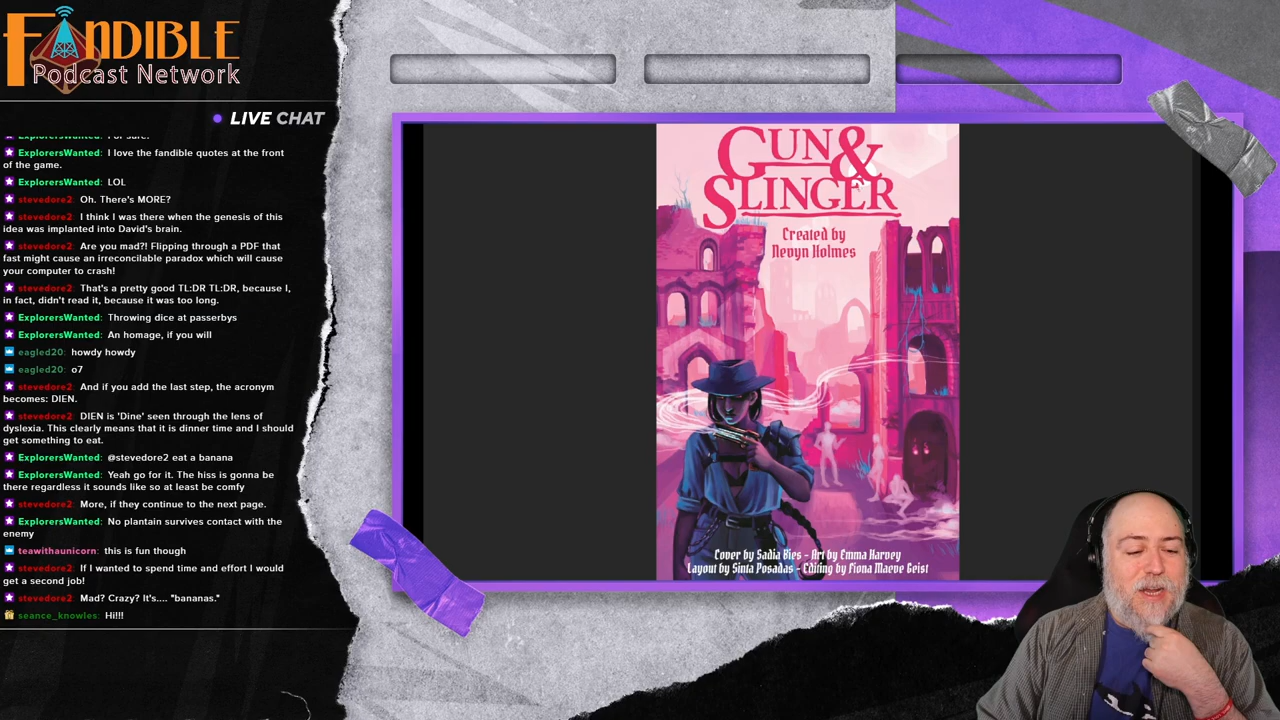 FANDIBLE
Podcast Network
LIVE CHAT
ExplorersWanted: For sure.
ExplorersWanted: I love the fandible quotes at the front
of the game.
ExplorersWanted: LOL
stevedore2: Oh. There's MORE?
stevedore2: I think I was there when the genesis of this
idea was implanted into David's brain.
stevedore2: Are you mad?! Flipping through a PDF that
fast might cause an irreconcilable paradox which will cause
your computer to crash!
stevedore2: That's a pretty good TL:DR TL:DR, because I,
in fact, didn't read it, because it was too long.
ExplorersWanted: Throwing dice at passerbys
ExplorersWanted: An homage, if you will
eagled20: howdy howdy
eagled20: o7
stevedore2: And if you add the last step, the acronym
becomes: DIEN.
stevedore2: DIEN is 'Dine' seen through the lens of
dyslexia. This clearly means that it is dinner time and I should
get something to eat.
ExplorersWanted: @stevedore2 eat a banana
ExplorersWanted: Yeah go for it. The hiss is gonna be
there regardless it sounds like so at least be comfy
stevedore2: More, if they continue to the next page.
ExplorersWanted: No plantain survives contact with the
enemy
teawithaunicorn: this is fun though
stevedore2: If I wanted to spend time and effort I would
get a second job!
stevedore2: Mad? Crazy? It's.... "bananas."
seance_knowles: Hi!!!
GUN &
SLINGER
Created by
Nevyn Holmes
Cover by Sadia Bies - Art by Emma Harvey
Layout by Sinta Posadas - Editing by Fiona Maeve Geist